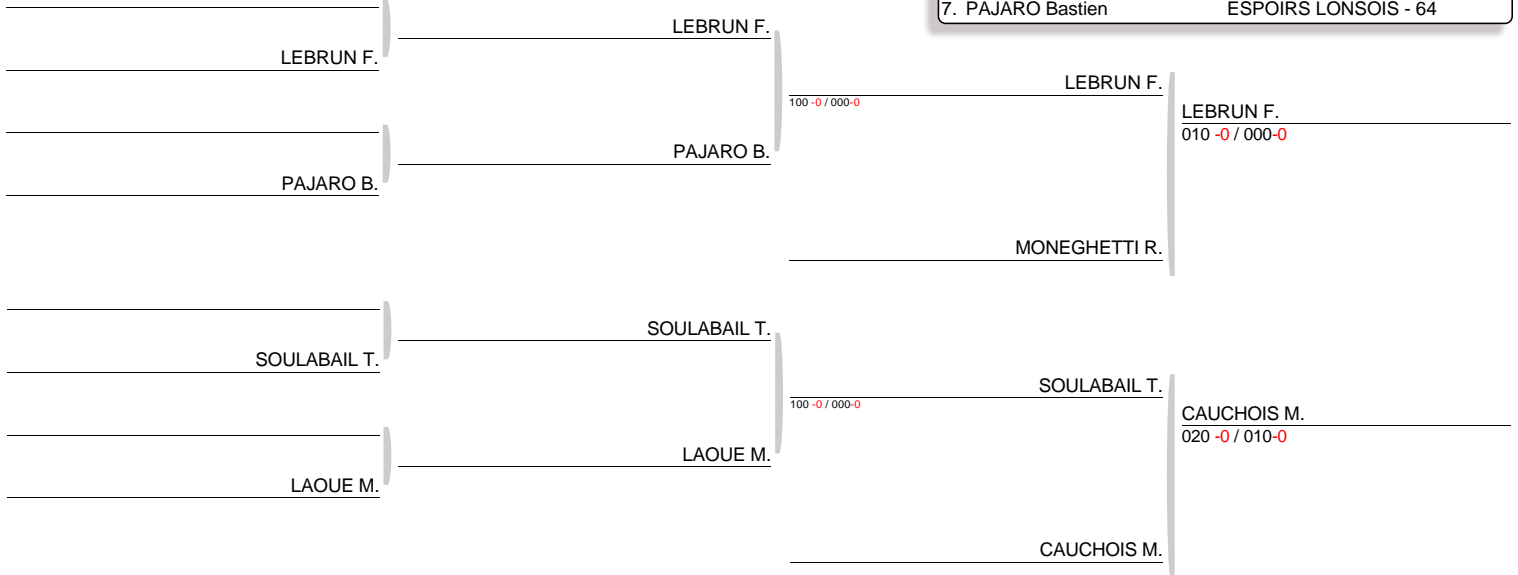 7. PAJARO Bastien ESPOIRS LONSOIS - 64
LEBRUN F.
LEBRUN F.
LEBRUN F.
100 -0 / 000-0
LEBRUN F.
010 -0 / 000-0
PAJARO B.
PAJARO B.
MONEGHETTI R.
SOULABAIL T.
SOULABAIL T.
SOULABAIL T.
100 -0 / 000-0
CAUCHOIS M.
020 -0 / 010-0
LAOUE M.
LAOUE M.
CAUCHOIS M.